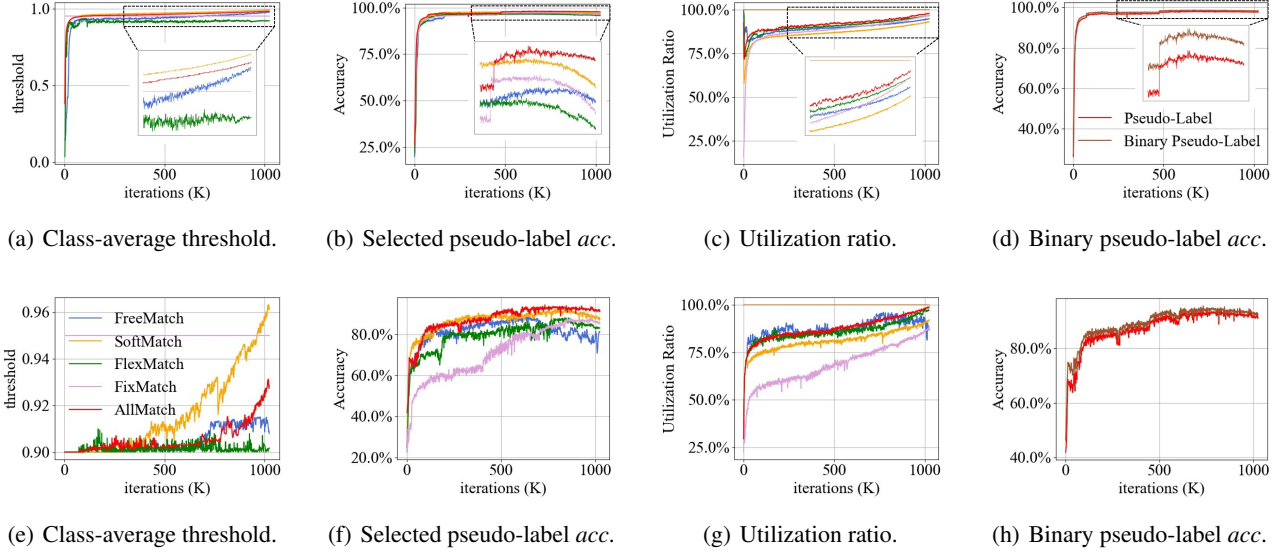 1.0
0.5
0.0
threshold
0
500
1000
iterations (K)
100.0%
75.0%
50.0%
25.0%
Accuracy
0
500
1000
iterations (K)
100.0%
75.0%
50.0%
25.0%
Utilization Ratio
0
500
1000
iterations (K)
100.0%
80.0%
60.0%
40.0%
Accuracy
Pseudo-Label
Binary Pseudo-Label
0
500
1000
iterations (K)
(a) Class-average threshold.
(b) Selected pseudo-label acc.
(c) Utilization ratio.
(d) Binary pseudo-label acc.
0.96
0.94
0.92
0.90
threshold
FreeMatch
SoftMatch
FlexMatch
FixMatch
AllMatch
0
500
1000
iterations (K)
80.0%
60.0%
40.0%
20.0%
Accuracy
0
500
1000
iterations (K)
100.0%
75.0%
50.0%
25.0%
Utilization Ratio
0
500
1000
iterations (K)
80.0%
60.0%
40.0%
Accuracy
0
500
1000
iterations (K)
(e) Class-average threshold.
(f) Selected pseudo-label acc.
(g) Utilization ratio.
(h) Binary pseudo-label acc.